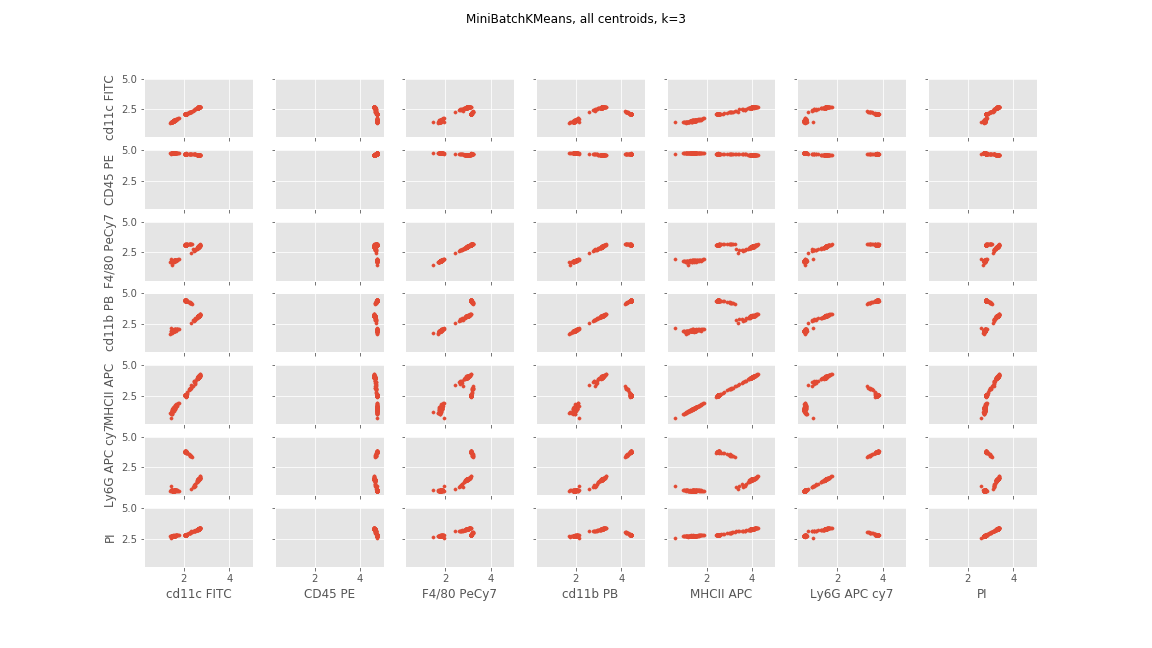 MiniBatchKMeans, all centroids, k=3
cd11c FITC
5.0
2.5
CD45 PE
5.0
2.5
F4/80 PeCy7
5.0
2.5
cd11b PB
5.0
2.5
MHCII APC
5.0
2.5
Ly6G APC cy7
5.0
2.5
PI
5.0
2.5
2 4 2 4 2 4 2 4 2 4 2 4 2 4
cd11c FITC CD45 PE F4/80 PeCy7 cd11b PB MHCII APC Ly6G APC cy7 PI